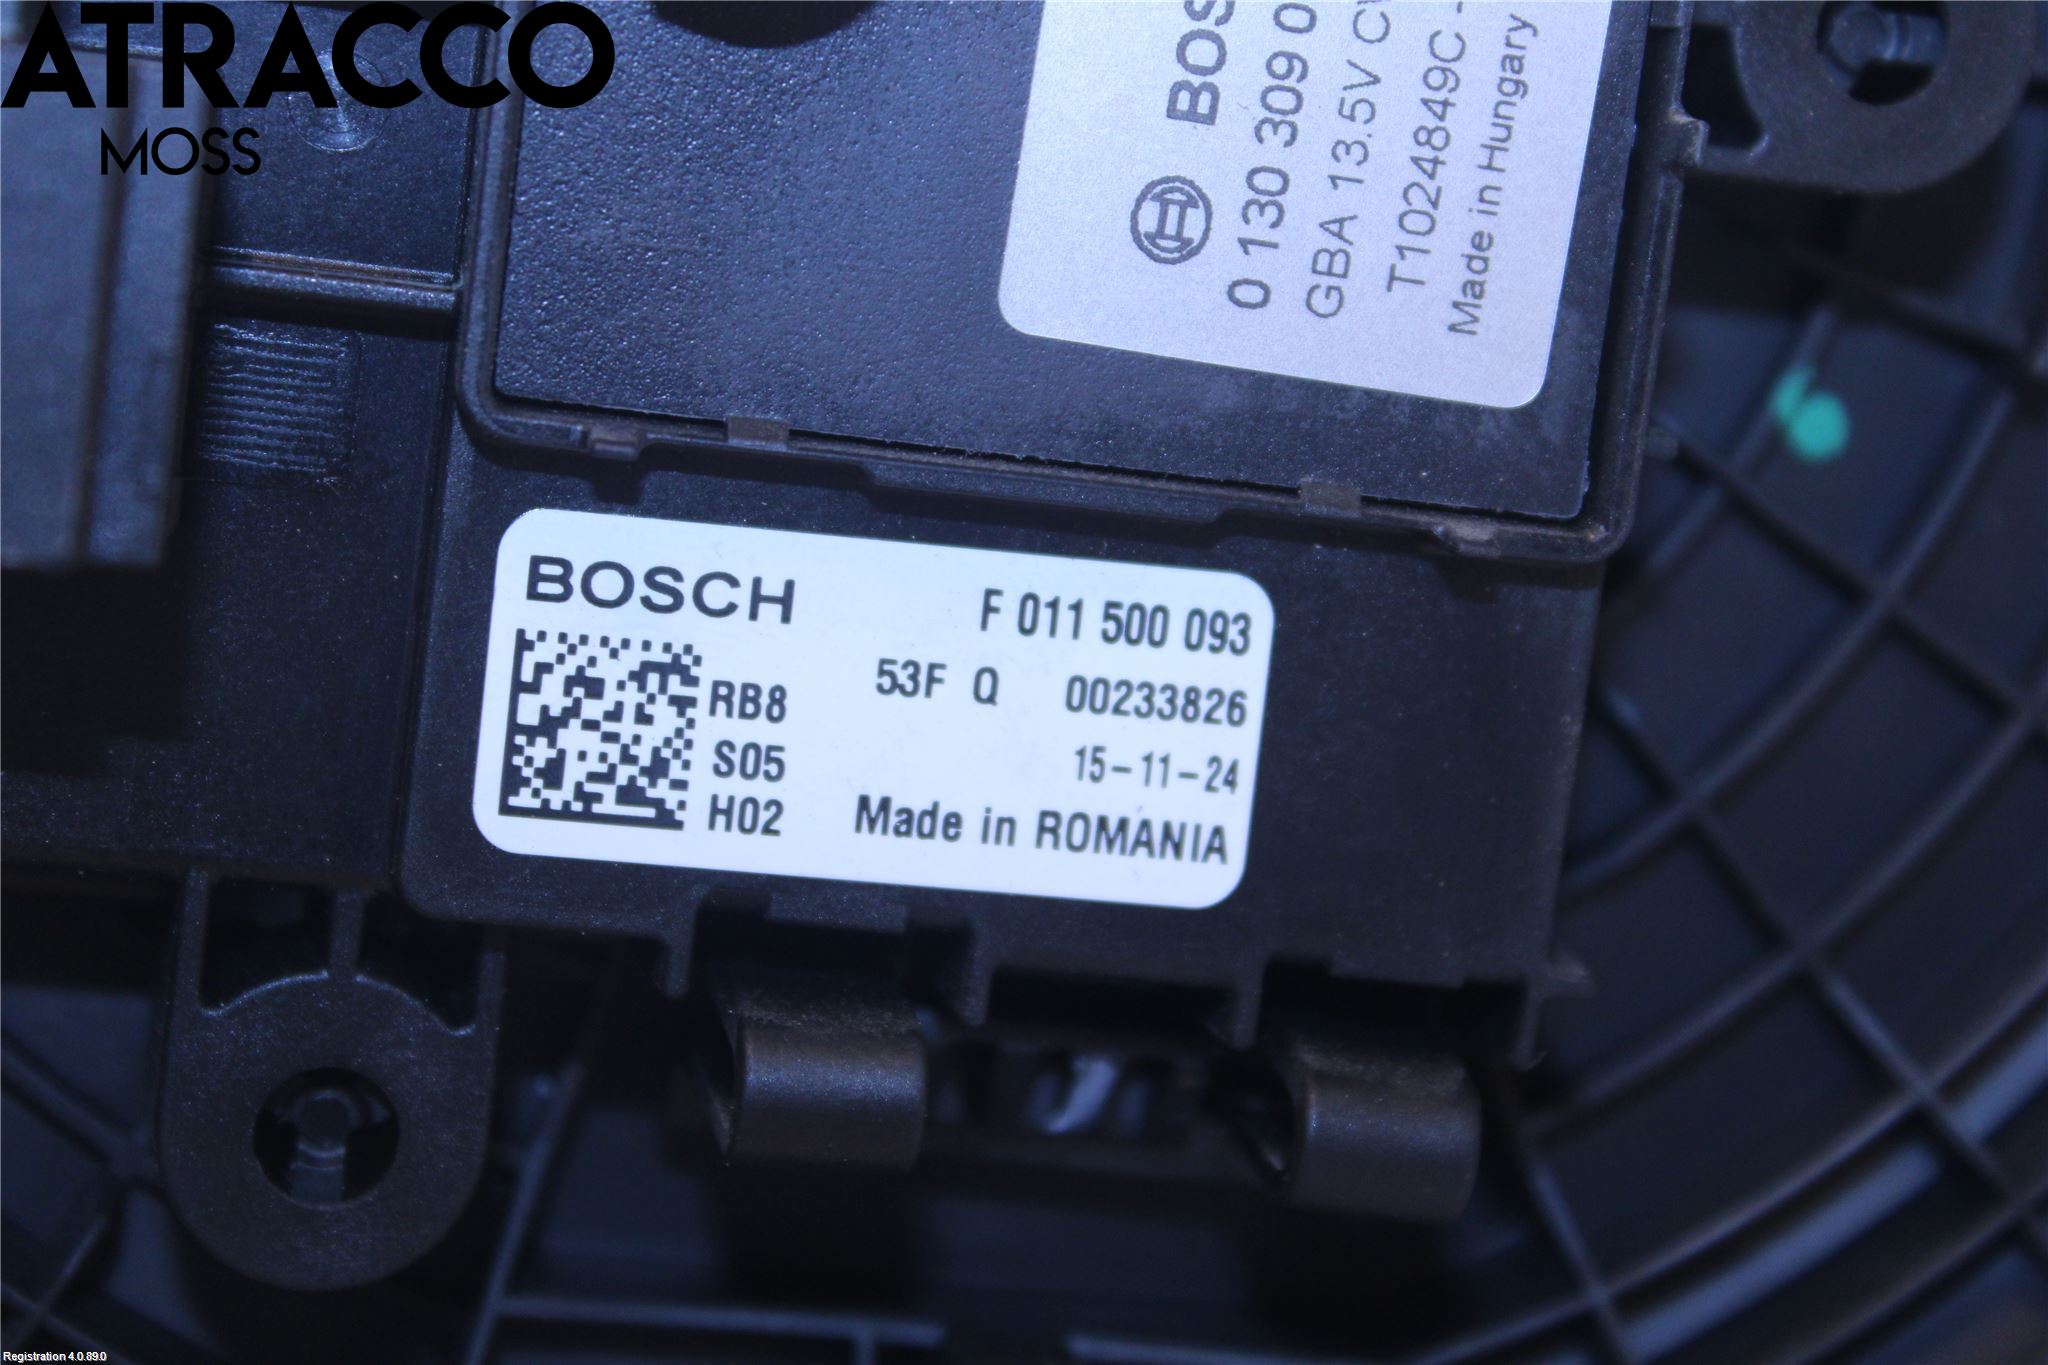 ATRACCO
MOSS
BOS
0 130 309 0
GBA 13.5V C
T1024849C -
Made in Hungary
BOSCH F 011 500 093
RB8 53F Q 00233826
S05 15-11-24
H02 Made in ROMANIA
Registration 4.0.89.0